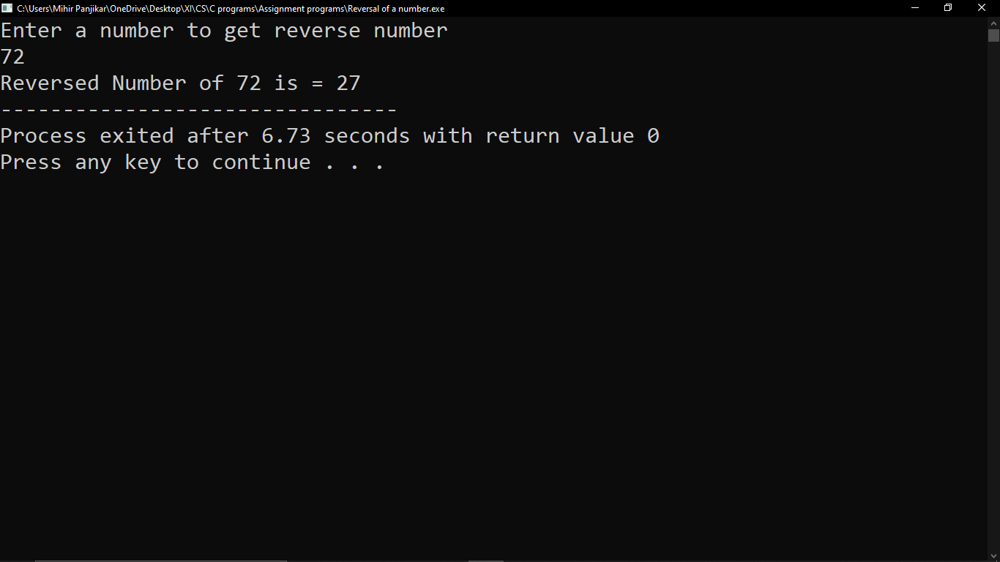 C:\Users\Mihir Panjikar\OneDrive\Desktop\XI\CS\C programs\Assignment programs\Reversal of a number.exe
Enter a number to get reverse number
72
Reversed Number of 72 is = 27
--------------------------------
Process exited after 6.73 seconds with return value 0
Press any key to continue . . .